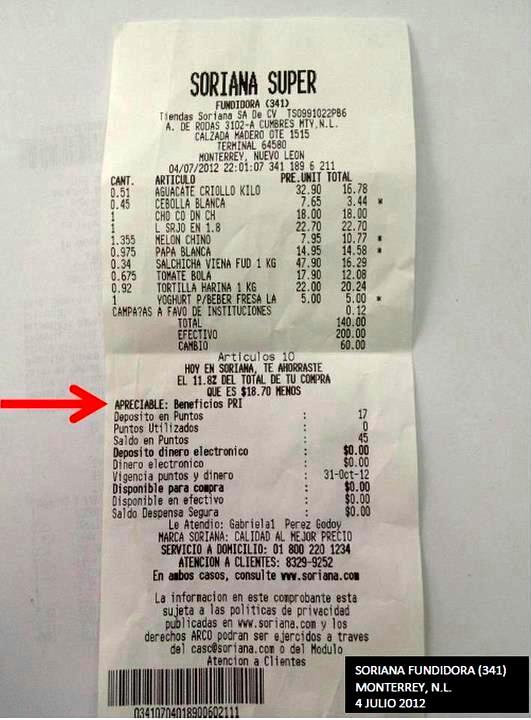 SORIANA SUPER
FUNDIDORA (341)
Tiendas Soriana SA De CV TSO991022PB6
A. DE RODAS 3102-A CUMBRES MTY,N.L.
CALZADA MADERO OTE 1515
TERMINAL 64580
MONTERREY, NUEVO LEON
04/07/2012 22:01:07 341 189 6 211
CANT. ARTICULO PRE.UNIT TOTAL
0.51 AGUACATE CRIOLLO KILO 32.90 16.78
0.45 CEBOLLA BLANCA 7.65 3.44 *
1 CHO CO DN CH 18.00 18.00
1 L SRJO EN 1.8 22.70 22.70
1.355 MELON CHINO 7.95 10.77 *
0.975 PAPA BLANCA 14.95 14.58 *
0.34 SALCHICHA VIENA FUD 1 KG 47.90 16.29
0.675 TOMATE BOLA 17.90 12.08
0.92 TORTILLA HARINA 1 KG 22.00 20.24
1 YOGHURT P/BEBER FRESA LA 5.00 5.00 *
CAMPA?AS A FAVO DE INSTITUCIONES 0.12
TOTAL 140.00
EFECTIVO 200.00
CAMBIO 60.00
Articulos 10
HOY EN SORIANA, TE AHORRASTE
EL 11.8% DEL TOTAL DE TU COMPRA
QUE ES $18.70 MENOS
APRECIABLE: Beneficios PRI
Deposito en Puntos : 17
Puntos Utilizados : 0
Saldo en Puntos : 45
Deposito dinero electronico : $0.00
Dinero electronico : $0.00
Vigencia puntos y dinero : 31-Oct-12
Disponible para compra : $0.00
Disponible en efectivo : $0.00
Saldo Despensa Segura : $0.00
Le Atendio: Gabriela1 Perez Godoy
MARCA SORIANA: CALIDAD AL MEJOR PRECIO
SERVICIO A DOMICILIO: 01 800 220 1234
ATENCION A CLIENTES: 8329-9252
En ambos casos, consulte www.soriana.com
La informacion en este comprobante esta
sujeta a las politicas de privacidad
publicadas en www.soriana.com y los
derechos ARCO podran ser ejercidos a traves
del casc@soriana.com o del Modulo
Atencion a Clientes
03410704018900602111
SORIANA FUNDIDORA (341)
MONTERREY, N.L.
4 JULIO 2012